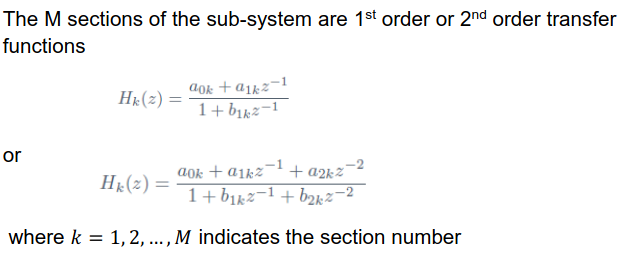 The M sections of the sub-system are 1st order or 2nd order transfer
functions
H_k(z) = \frac{a_{0k} + a_{1k}z^{-1}}{1 + b_{1k}z^{-1}}
or
H_k(z) = \frac{a_{0k} + a_{1k}z^{-1} + a_{2k}z^{-2}}{1 + b_{1k}z^{-1} + b_{2k}z^{-2}}
where k = 1, 2, ..., M indicates the section number